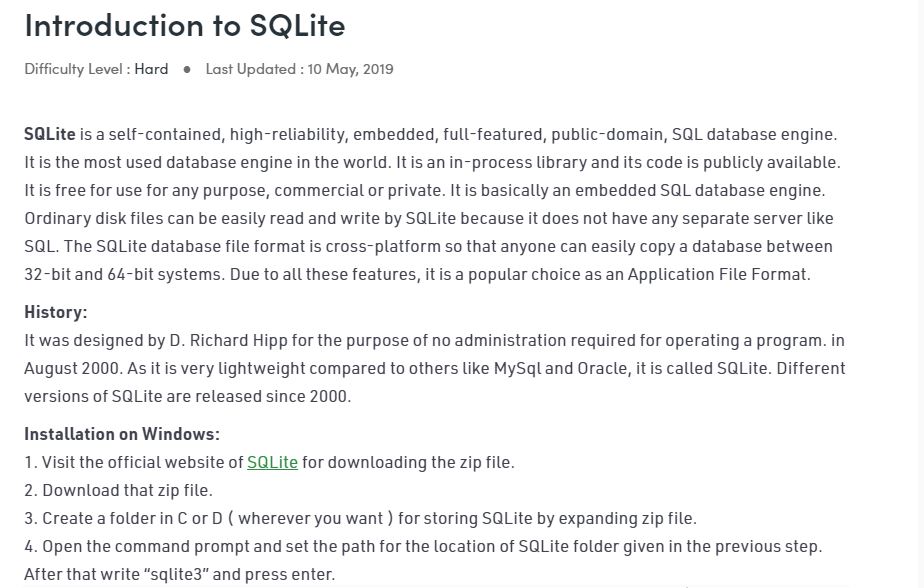 Introduction to SQLite
Difficulty Level : Hard ● Last Updated : 10 May, 2019
SQLite is a self-contained, high-reliability, embedded, full-featured, public-domain, SQL database engine.
It is the most used database engine in the world. It is an in-process library and its code is publicly available.
It is free for use for any purpose, commercial or private. It is basically an embedded SQL database engine.
Ordinary disk files can be easily read and write by SQLite because it does not have any separate server like
SQL. The SQLite database file format is cross-platform so that anyone can easily copy a database between
32-bit and 64-bit systems. Due to all these features, it is a popular choice as an Application File Format.
History:
It was designed by D. Richard Hipp for the purpose of no administration required for operating a program. in
August 2000. As it is very lightweight compared to others like MySql and Oracle, it is called SQLite. Different
versions of SQLite are released since 2000.
Installation on Windows:
1. Visit the official website of SQLite for downloading the zip file.
2. Download that zip file.
3. Create a folder in C or D ( wherever you want ) for storing SQLite by expanding zip file.
4. Open the command prompt and set the path for the location of SQLite folder given in the previous step.
After that write “sqlite3” and press enter.